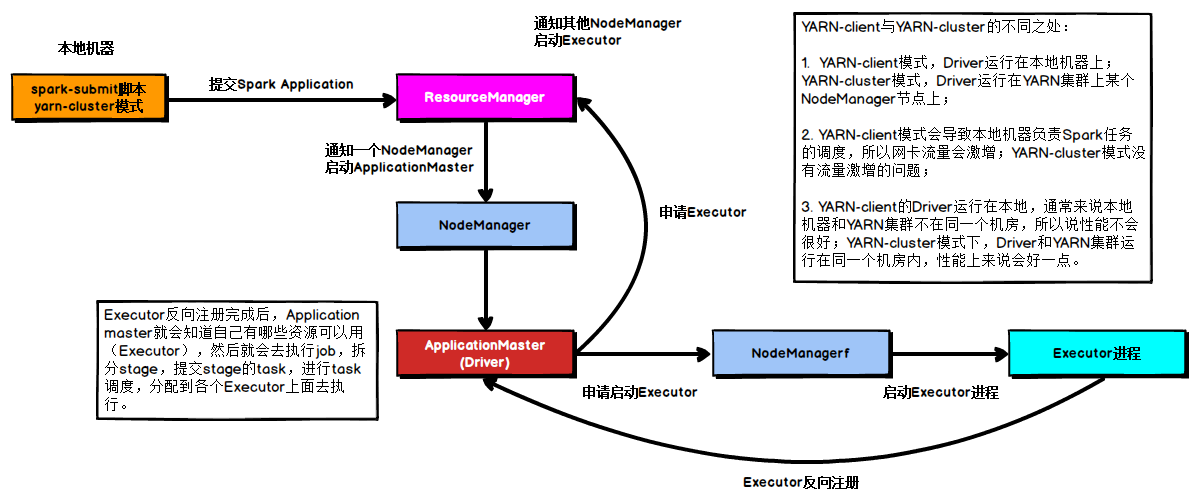 通知其他NodeManager
启动Executor
本地机器
spark-submit脚本
yarn-cluster模式
提交Spark Application
ResourceManager
通知一个NodeManager
启动ApplicationMaster
申请Executor
NodeManager
YARN-client与YARN-cluster的不同之处：
1. YARN-client模式，Driver运行在本地机器上；
YARN-cluster模式，Driver运行在YARN集群上某个
NodeManager节点上；
2. YARN-client模式会导致本地机器负责Spark任务
的调度，所以网卡流量会激增；YARN-cluster模式没
有流量激增的问题；
3. YARN-client的Driver运行在本地，通常来说本地
机器和YARN集群不在同一个机房，所以说性能不会
很好；YARN-cluster模式下，Driver和YARN集群运
行在同一个机房内，性能上来说会好一点。
Executor反向注册完成后，Application
master就会知道自己有哪些资源可以用
（Executor），然后就会去执行job，拆
分stage，提交stage的task，进行task
调度，分配到各个Executor上面去执
行。
ApplicationMaster
(Driver)
申请启动Executor
NodeManagerf
启动Executor进程
Executor进程
Executor反向注册